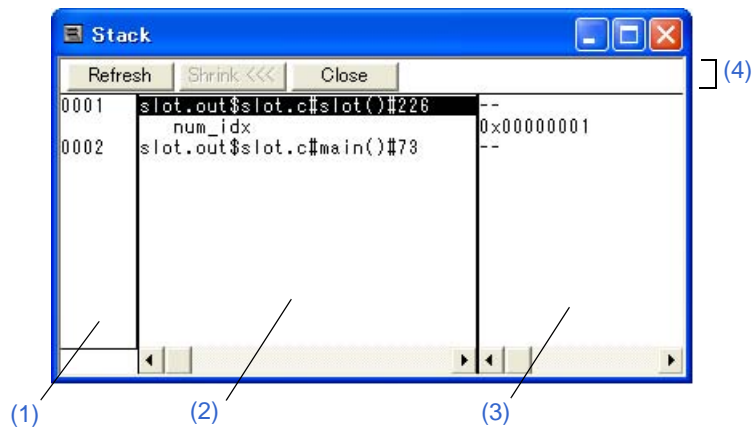 Stack
Refresh Shrink <<< Close
(4)
0001 slot.out$slot.c#slot()#226 --
num_idx 0x00000001
0002 slot.out$slot.c#main()#73 --
(1) (2) (3)